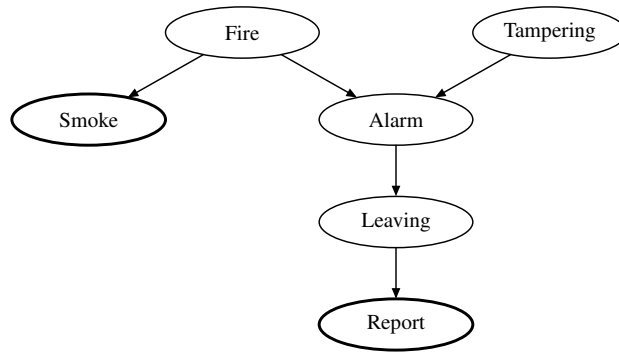 Fire
Tampering
Smoke
Alarm
Leaving
Report